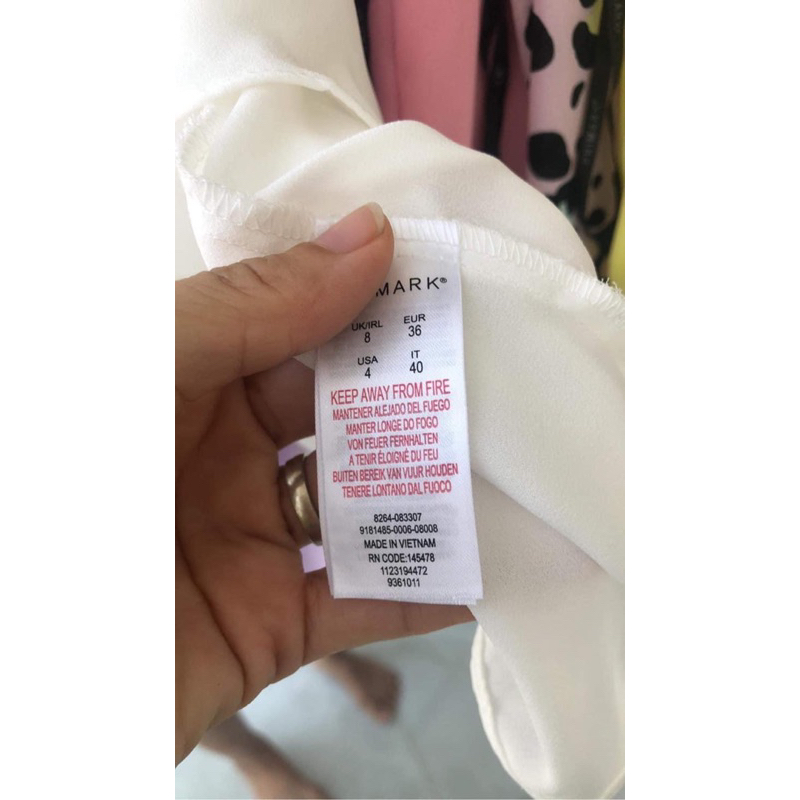 MARK®
UK/IRL EUR
8 36
USA IT
4 40
KEEP AWAY FROM FIRE
MANTENER ALEJADO DEL FUEGO
MANTER LONGE DO FOGO
VON FEUER FERNHALTEN
A TENIR ÉLOIGNÉ DU FEU
BUITEN BEREIK VAN VUUR HOUDEN
TENERE LONTANO DAL FUOCO
8264-083307
9181485-0006-08008
MADE IN VIETNAM
RN CODE:145478
1123194472
9361011